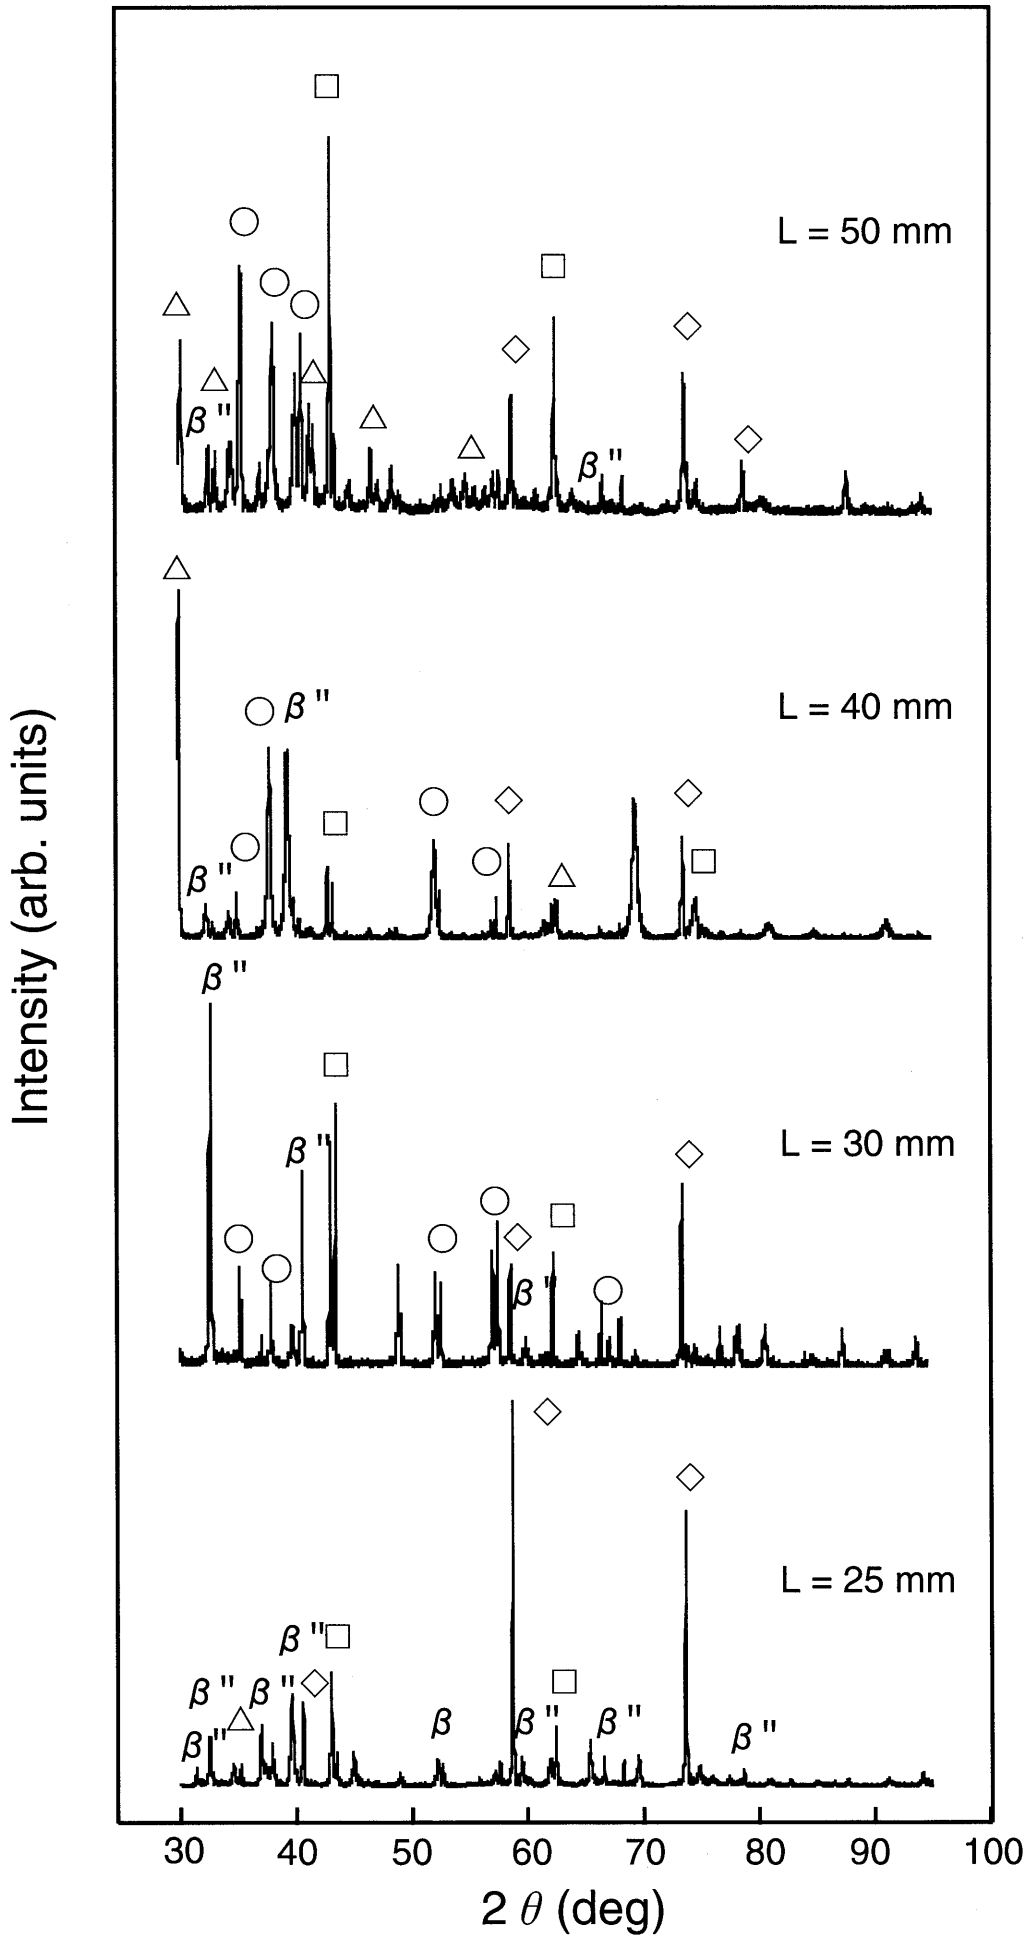 L = 50 mm
β "
β "
L = 40 mm
β "
β "
Intensity (arb. units)
β "
L = 30 mm
β "
β "
L = 25 mm
β "
β "
β "
β "
β
β "
β "
β "
30 40 50 60 70 80 90 100
2 θ (deg)